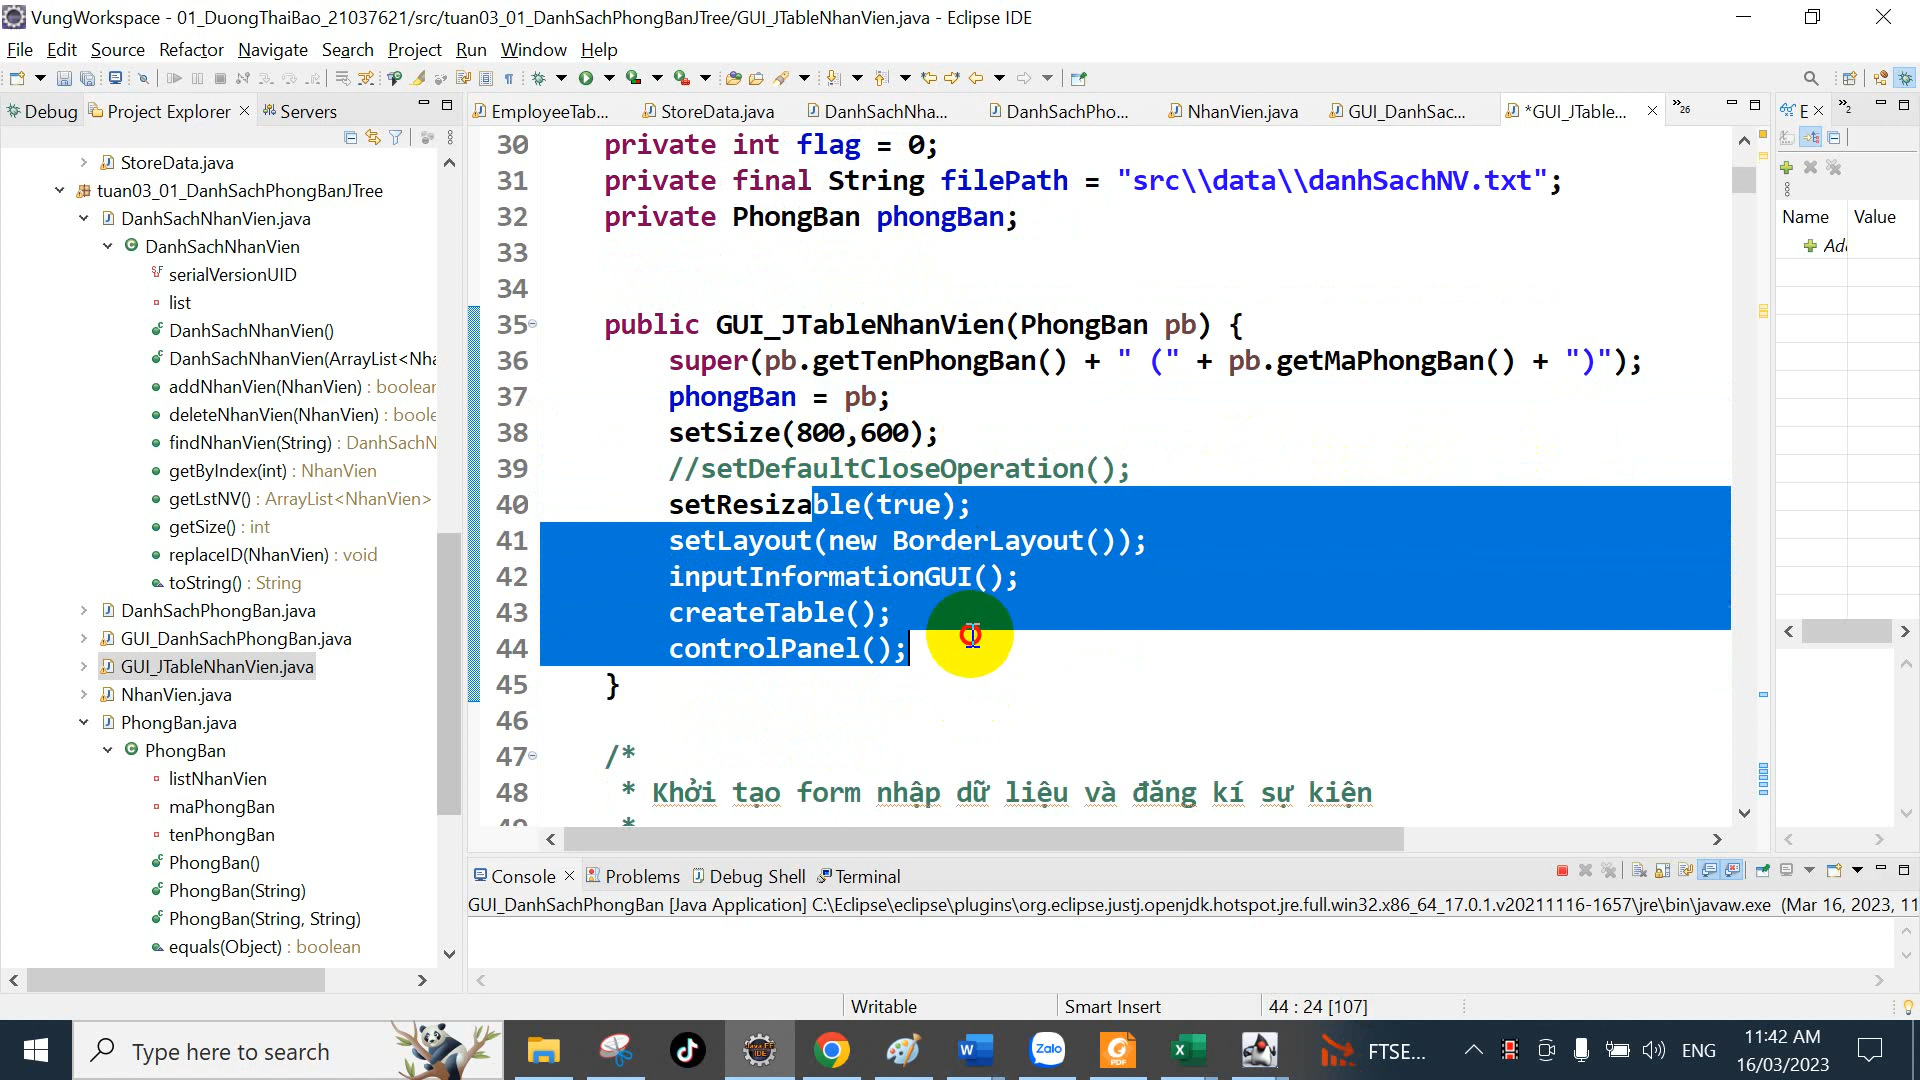 VungWorkspace - 01_DuongThaiBao_21037621/src/tuan03_01_DanhSachPhongBanJTree/GUI_JTableNhanVien.java - Eclipse IDE
File Edit Source Refactor Navigate Search Project Run Window Help
Debug Project Explorer Servers
EmployeeTab... StoreData.java DanhSachNha... DanhSachPho... NhanVien.java GUI_DanhSac... *GUI_JTable... 26 E 2
StoreData.java
tuan03_01_DanhSachPhongBanJTree
DanhSachNhanVien.java
DanhSachNhanVien
serialVersionUID
list
DanhSachNhanVien()
DanhSachNhanVien(ArrayList<Nha
addNhanVien(NhanVien) : boolear
deleteNhanVien(NhanVien) : boole
findNhanVien(String) : DanhSachN
getByIndex(int) : NhanVien
getLstNV() : ArrayList<NhanVien>
getSize() : int
replaceID(NhanVien) : void
toString() : String
DanhSachPhongBan.java
GUI_DanhSachPhongBan.java
GUI_JTableNhanVien.java
NhanVien.java
PhongBan.java
PhongBan
listNhanVien
maPhongBan
tenPhongBan
PhongBan()
PhongBan(String)
PhongBan(String, String)
equals(Object) : boolean
30 private int flag = 0;
31 private final String filePath = "src\\data\\danhSachNV.txt";
32 private PhongBan phongBan;
33
34
35 public GUI_JTableNhanVien(PhongBan pb) {
36 super(pb.getTenPhongBan() + " (" + pb.getMaPhongBan() + ")");
37 phongBan = pb;
38 setSize(800,600);
39 //setDefaultCloseOperation();
40 setResizable(true);
41 setLayout(new BorderLayout());
42 inputInformationGUI();
43 createTable();
44 controlPanel();
45 }
46
47 /*
48 * Khởi tạo form nhập dữ liệu và đăng kí sự kiện
49 *
Name Value
Ad
Console Problems Debug Shell Terminal
GUI_DanhSachPhongBan [Java Application] C:\Eclipse\eclipse\plugins\org.eclipse.justj.openjdk.hotspot.jre.full.win32.x86_64_17.0.1.v20211116-1657\jre\bin\javaw.exe (Mar 16, 2023, 11
Writable Smart Insert 44 : 24 [107]
Type here to search
FTSE... ENG
11:42 AM
16/03/2023